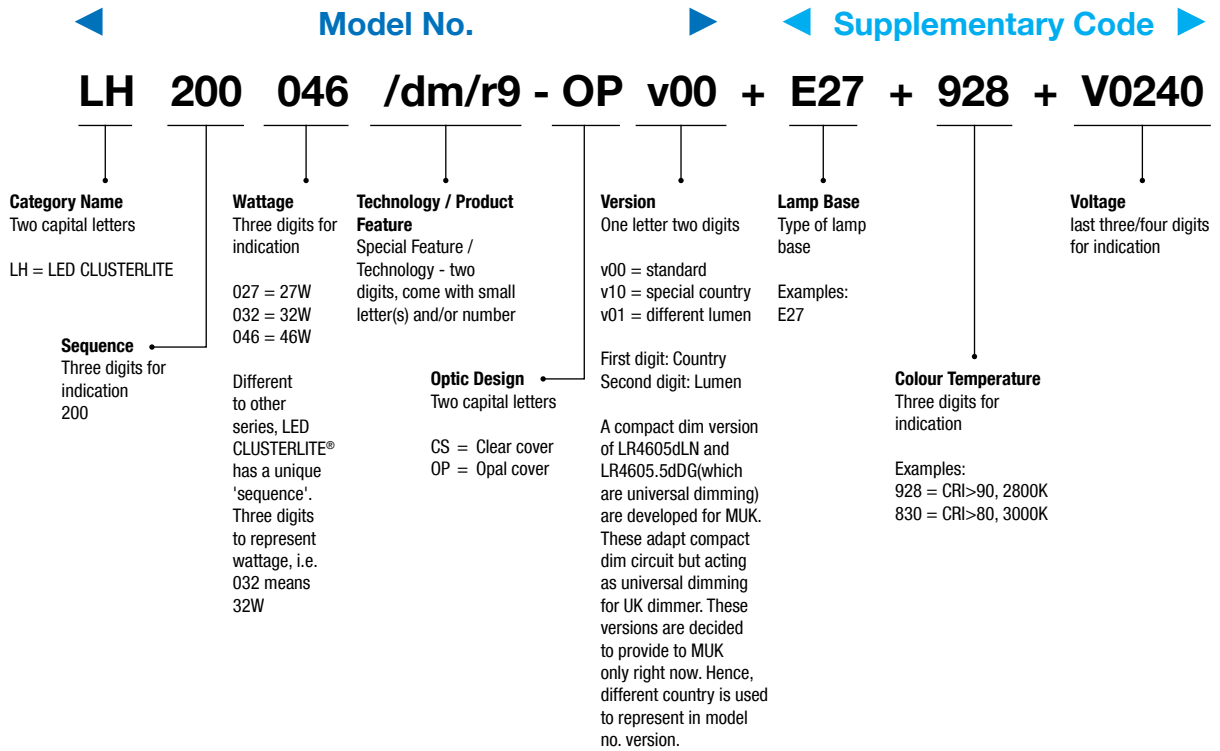 Model No.
Supplementary Code
LH 200 046 /dm/r9 - OP v00 + E27 + 928 + V0240
Category Name
Two capital letters
LH = LED CLUSTERLITE
Sequence
Three digits for
indication
200
Wattage
Three digits for
indication
027 = 27W
032 = 32W
046 = 46W
Different
to other
series, LED
CLUSTERLITE®
has a unique
'sequence'.
Three digits
to represent
wattage, i.e.
032 means
32W
Technology / Product
Feature
Special Feature /
Technology - two
digits, come with small
letter(s) and/or number
Optic Design
Two capital letters
CS = Clear cover
OP = Opal cover
Version
One letter two digits
v00 = standard
v10 = special country
v01 = different lumen
First digit: Country
Second digit: Lumen
A compact dim version
of LR4605dLN and
LR4605.5dDG(which
are universal dimming)
are developed for MUK.
These adapt compact
dim circuit but acting
as universal dimming
for UK dimmer. These
versions are decided
to provide to MUK
only right now. Hence,
different country is used
to represent in model
no. version.
Lamp Base
Type of lamp
base
Examples:
E27
Colour Temperature
Three digits for
indication
Examples:
928 = CRI>90, 2800K
830 = CRI>80, 3000K
Voltage
last three/four digits
for indication